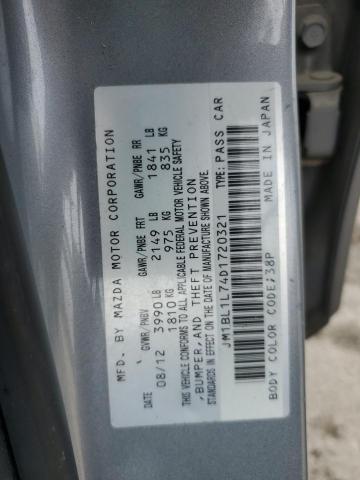 MFD. BY MAZDA MOTOR CORPORATION
GVWR/PNBV GAWR/PNBE FRT GAWR/PNBE RR
DATE
08/12 3990 LB 2149 LB 1841 LB
1810 KG 975 KG 835 KG
THIS VEHICLE CONFORMS TO ALL APPLICABLE FEDERAL MOTOR VEHICLE SAFETY
,BUMPER,AND THEFT PREVENTION
STANDARDS IN EFFECT ON THE DATE OF MANUFACTURE SHOWN ABOVE.
JM1BL1L74D1720321 TYPE:PASS CAR
BODY COLOR CODE;38P MADE IN JAPAN